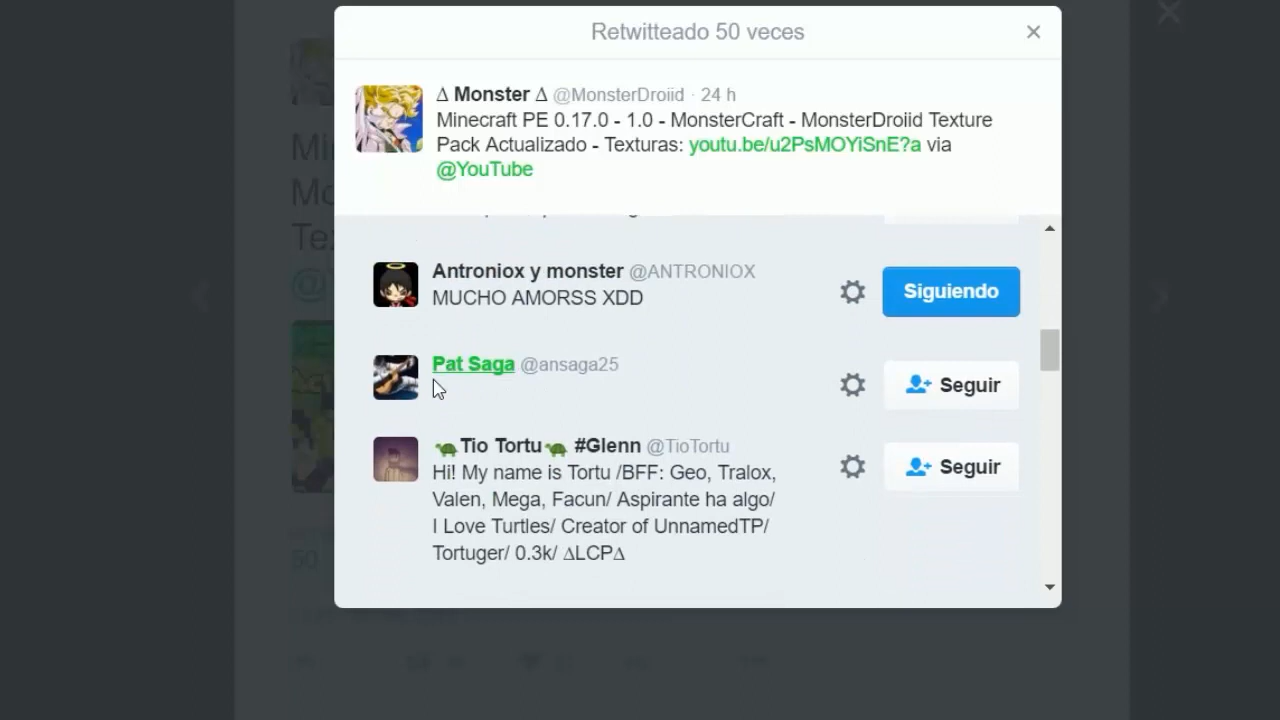 Retwitteado 50 veces
∆ Monster ∆ @MonsterDroiid · 24 h
Minecraft PE 0.17.0 - 1.0 - MonsterCraft - MonsterDroiid Texture
Pack Actualizado - Texturas: youtu.be/u2PsMOYiSnE?a via
@YouTube
Antroniox y monster @ANTRONIOX
MUCHO AMORSS XDD
Siguiendo
Pat Saga @ansaga25
Seguir
🐢Tio Tortu🐢 #Glenn @TioTortu
Hi! My name is Tortu /BFF: Geo, Tralox,
Valen, Mega, Facun/ Aspirante ha algo/
I Love Turtles/ Creator of UnnamedTP/
Tortuger/ 0.3k/ ∆LCP∆
Seguir
50